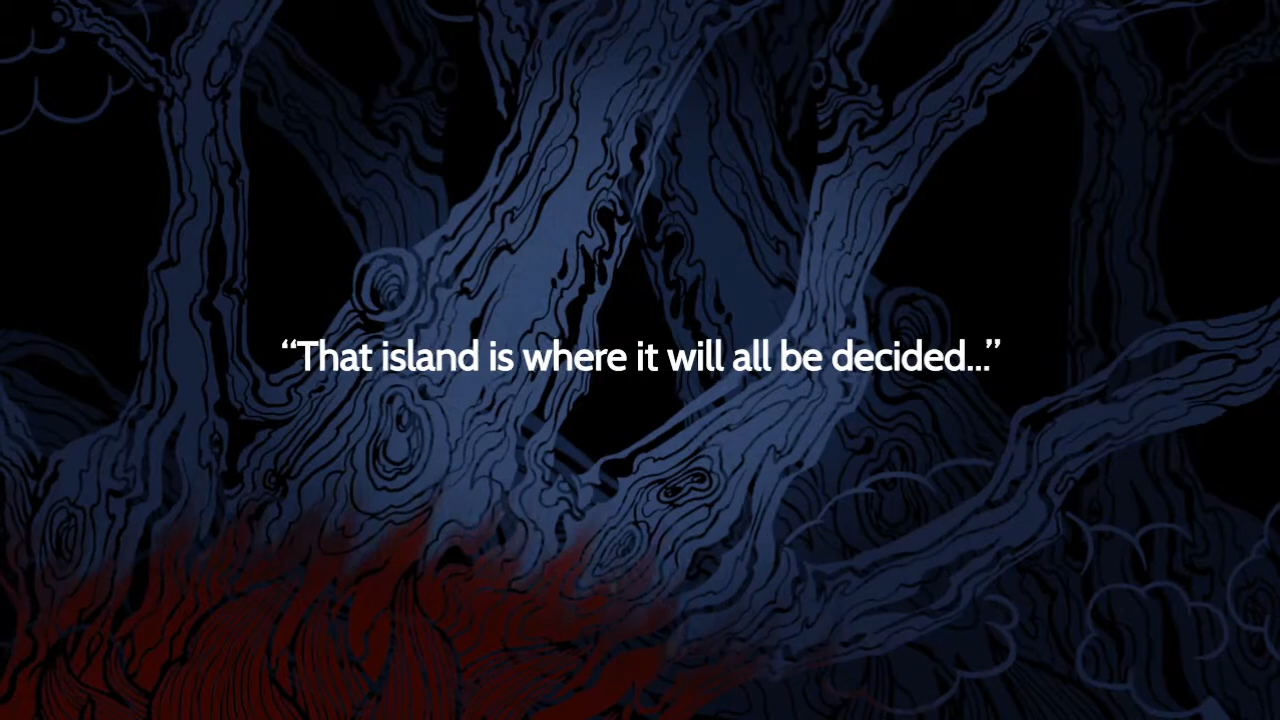 “That island is where it will all be decided...”